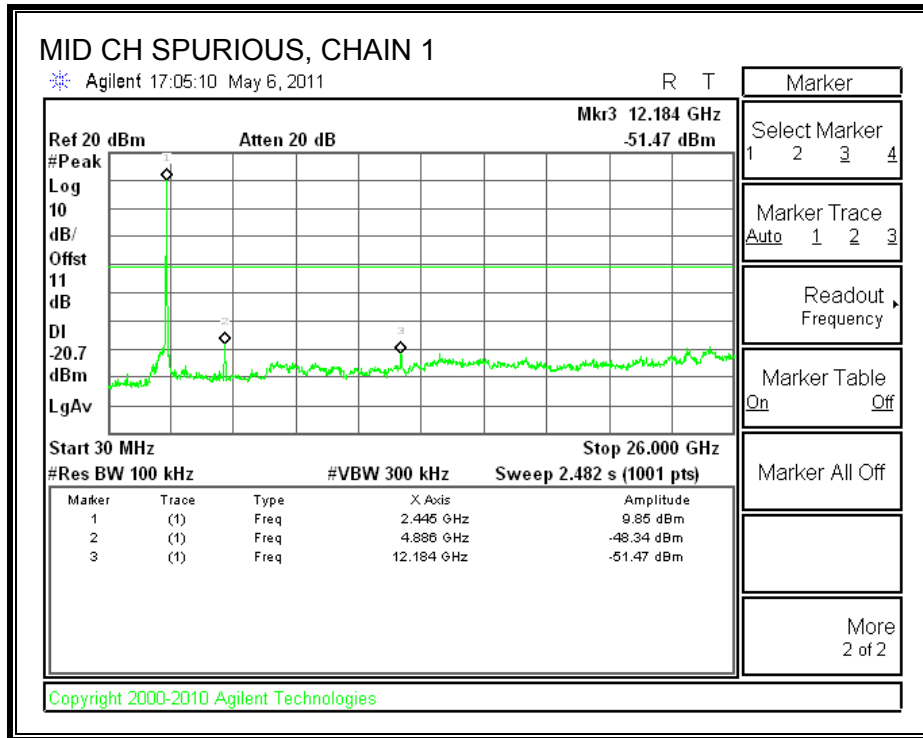 MID CH SPURIOUS, CHAIN 1
Agilent 17:05:10 May 6, 2011 R T
Mkr3 12.184 GHz
Ref 20 dBm Atten 20 dB -51.47 dBm
#Peak
Log
10
dB/
Offst
11
dB
DI
-20.7
dBm
LgAv
1
2
3
Start 30 MHz Stop 26.000 GHz
#Res BW 100 kHz #VBW 300 kHz Sweep 2.482 s (1001 pts)
Marker Trace Type X Axis Amplitude
1 (1) Freq 2.445 GHz 9.85 dBm
2 (1) Freq 4.886 GHz -48.34 dBm
3 (1) Freq 12.184 GHz -51.47 dBm
Marker
Select Marker
1 2 3 4
Marker Trace
Auto 1 2 3
Readout
Frequency
Marker Table
On Off
Marker All Off
More
2 of 2
Copyright 2000-2010 Agilent Technologies